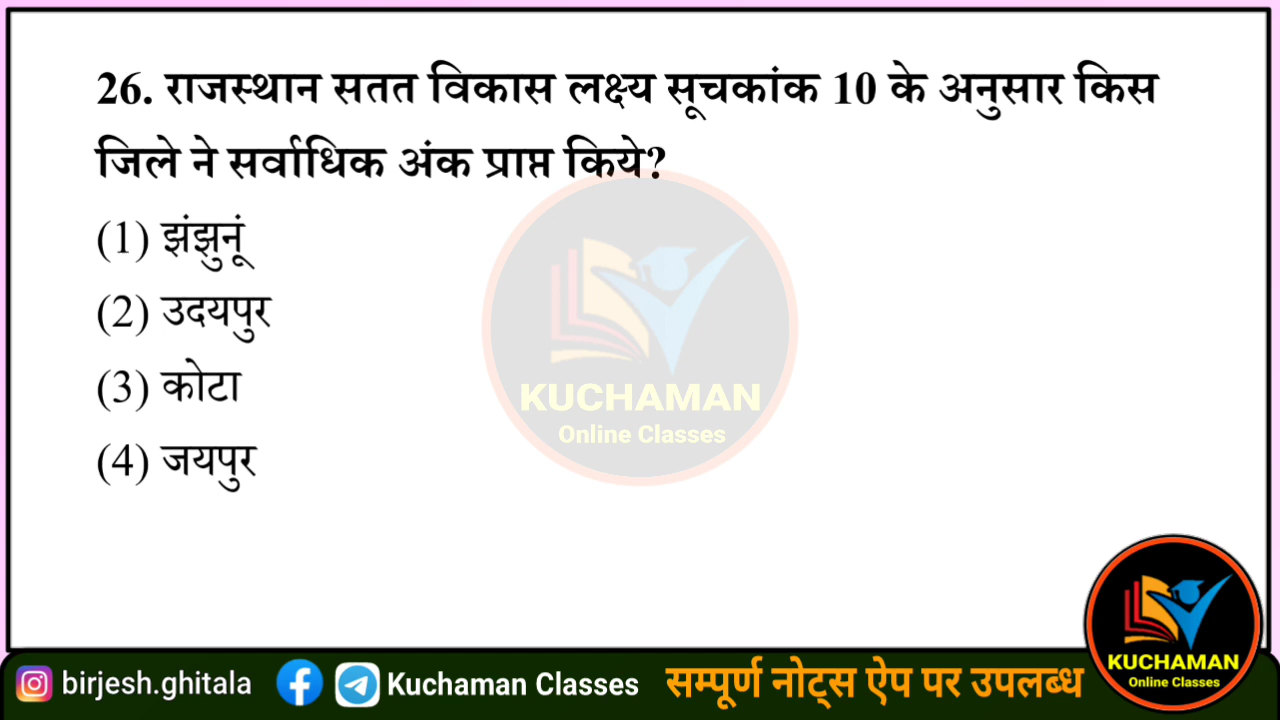 26. राजस्थान सतत विकास लक्ष्य सूचकांक 10 के अनुसार किस
जिले ने सर्वाधिक अंक प्राप्त किये?
(1) झंझुनूं
(2) उदयपुर
(3) कोटा
(4) जयपुर
KUCHAMAN
Online Classes
KUCHAMAN
Online Classes
birjesh.ghitala
Kuchaman Classes
सम्पूर्ण नोट्स ऐप पर उपलब्ध